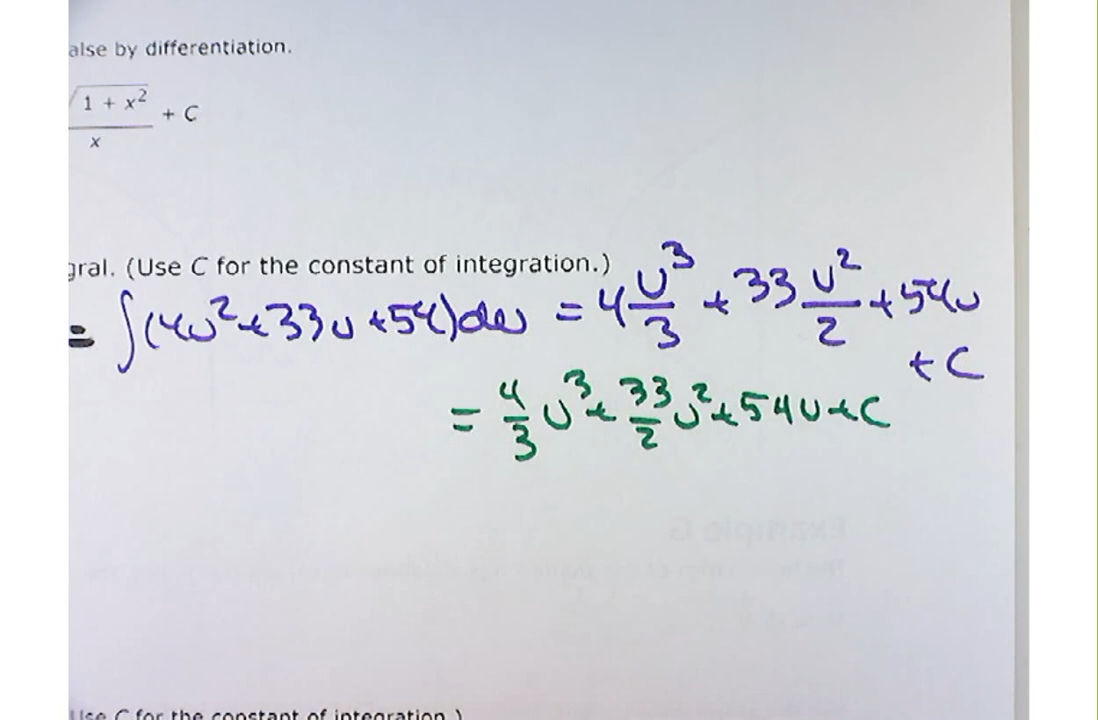 alse by differentiation.
√1 + x²
/ x + C
gral. (Use C for the constant of integration.)
= ∫(4u²+33u+54)du = 4 u³/3 + 33 u²/2 + 54u
+ C
= 4/3 u³ + 33/2 u² + 54u + C
Example G
Use C for the constant of integration.)